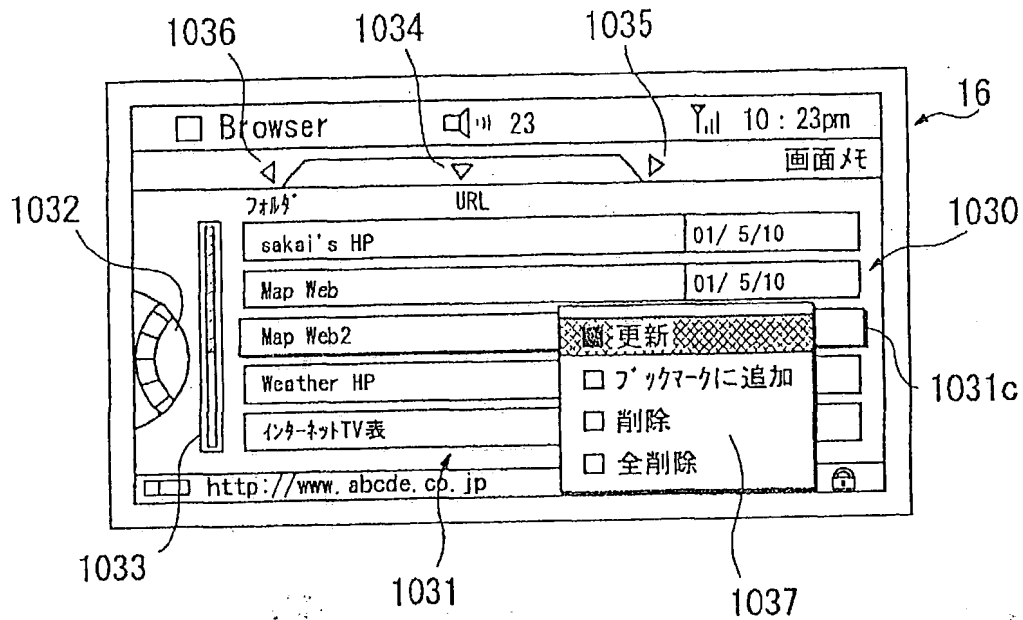 1036 1034 1035
16
Browser 23 10 : 23pm
画面ﾒﾓ
ﾌｫﾙﾀﾞ URL
1032
1030
sakai's HP 01/ 5/10
Map Web 01/ 5/10
Map Web2 更新
1031c
Weather HP ﾌﾞｯｸﾏｰｸに追加
ｲﾝﾀｰﾈｯﾄTV表 削除
全削除
http://www.abcde.co.jp
1033
1031
1037